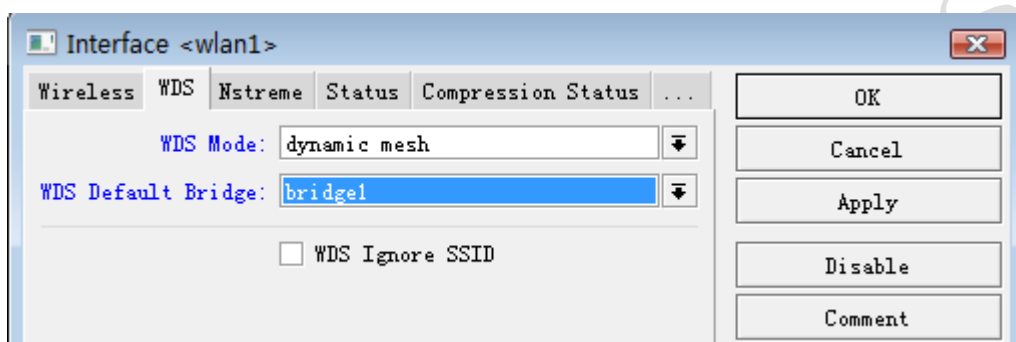 Interface <wlan1>
Wireless WDS Nstreme Status Compression Status ...
OK
WDS Mode: dynamic mesh
Cancel
WDS Default Bridge: bridge1
Apply
WDS Ignore SSID
Disable
Comment